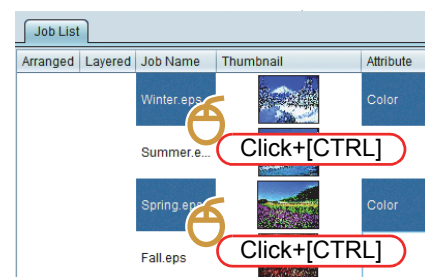 Job List
Arranged Layered Job Name Thumbnail Attribute
Winter.eps Color
Click+[CTRL]
Summer.e...
Spring.eps Color
Click+[CTRL]
Fall.eps